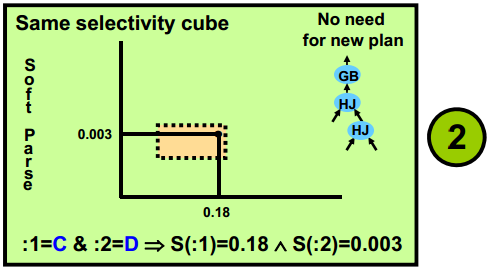 Same selectivity cube
No need
for new plan
Soft Parse
GB
HJ
HJ
0.003
0.18
2
:1=C & :2=D ⇒ S(:1)=0.18 ∧ S(:2)=0.003